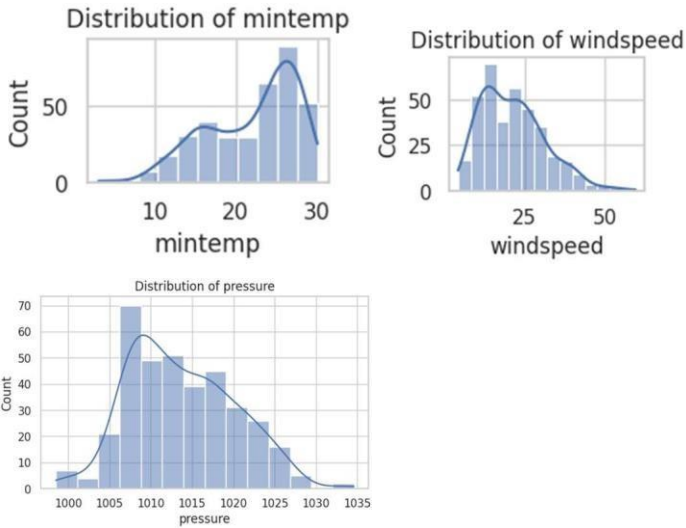 Distribution of mintemp
Count
50
0
10 20 30
mintemp
Distribution of windspeed
Count
50
25
0
25 50
windspeed
Distribution of pressure
Count
70
60
50
40
30
20
10
0
1000 1005 1010 1015 1020 1025 1030 1035
pressure